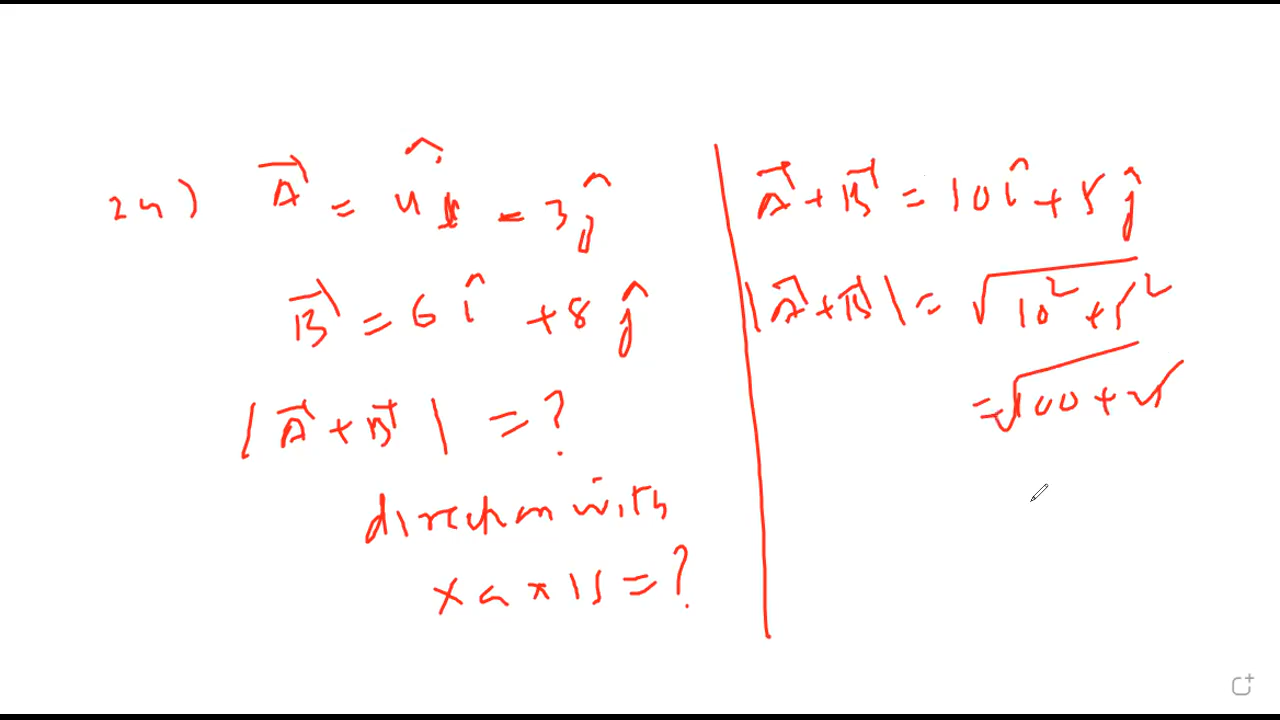 24) A⃗ = 4î - 3ĵ
B⃗ = 6î + 8ĵ
|A⃗ + B⃗| = ?
direction with
x axis = ?
A⃗ + B⃗ = 10î + 5ĵ
|A⃗ + B⃗| = √(10² + 5²)
= √(100 + 25)